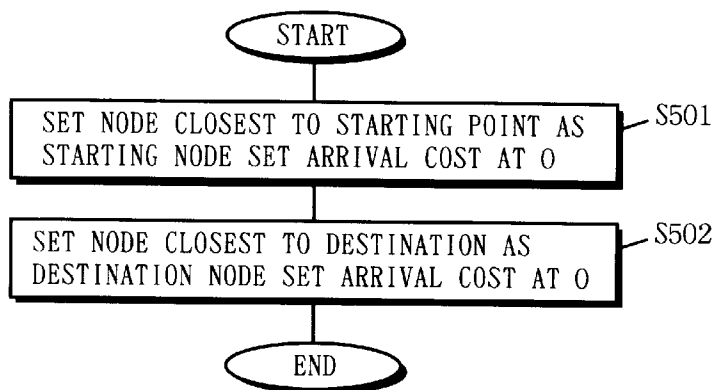 START
SET NODE CLOSEST TO STARTING POINT AS
STARTING NODE SET ARRIVAL COST AT 0
S501
SET NODE CLOSEST TO DESTINATION AS
DESTINATION NODE SET ARRIVAL COST AT 0
S502
END